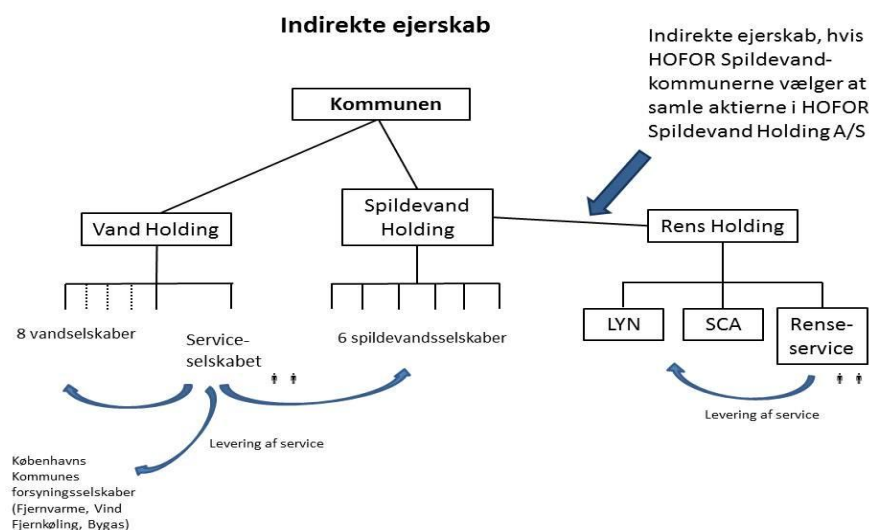 Indirekte ejerskab
Indirekte ejerskab, hvis
HOFOR Spildevand-
kommunerne vælger at
samle aktierne i HOFOR
Spildevand Holding A/S
Kommunen
Vand Holding
Spildevand
Holding
Rens Holding
8 vandselskaber
Service-
selskabet
6 spildevandsselskaber
LYN
SCA
Rense-
service
Levering af service
Levering af service
Københavns
Kommunes
forsyningsselskaber
(Fjernvarme, Vind
Fjernkøling, Bygas)